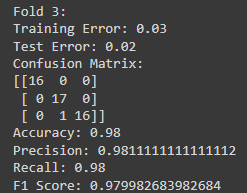 Fold 3:
Training Error: 0.03
Test Error: 0.02
Confusion Matrix:
[[16  0  0]
 [ 0 17  0]
 [ 0  1 16]]
Accuracy: 0.98
Precision: 0.9811111111111112
Recall: 0.98
F1 Score: 0.979982683982684